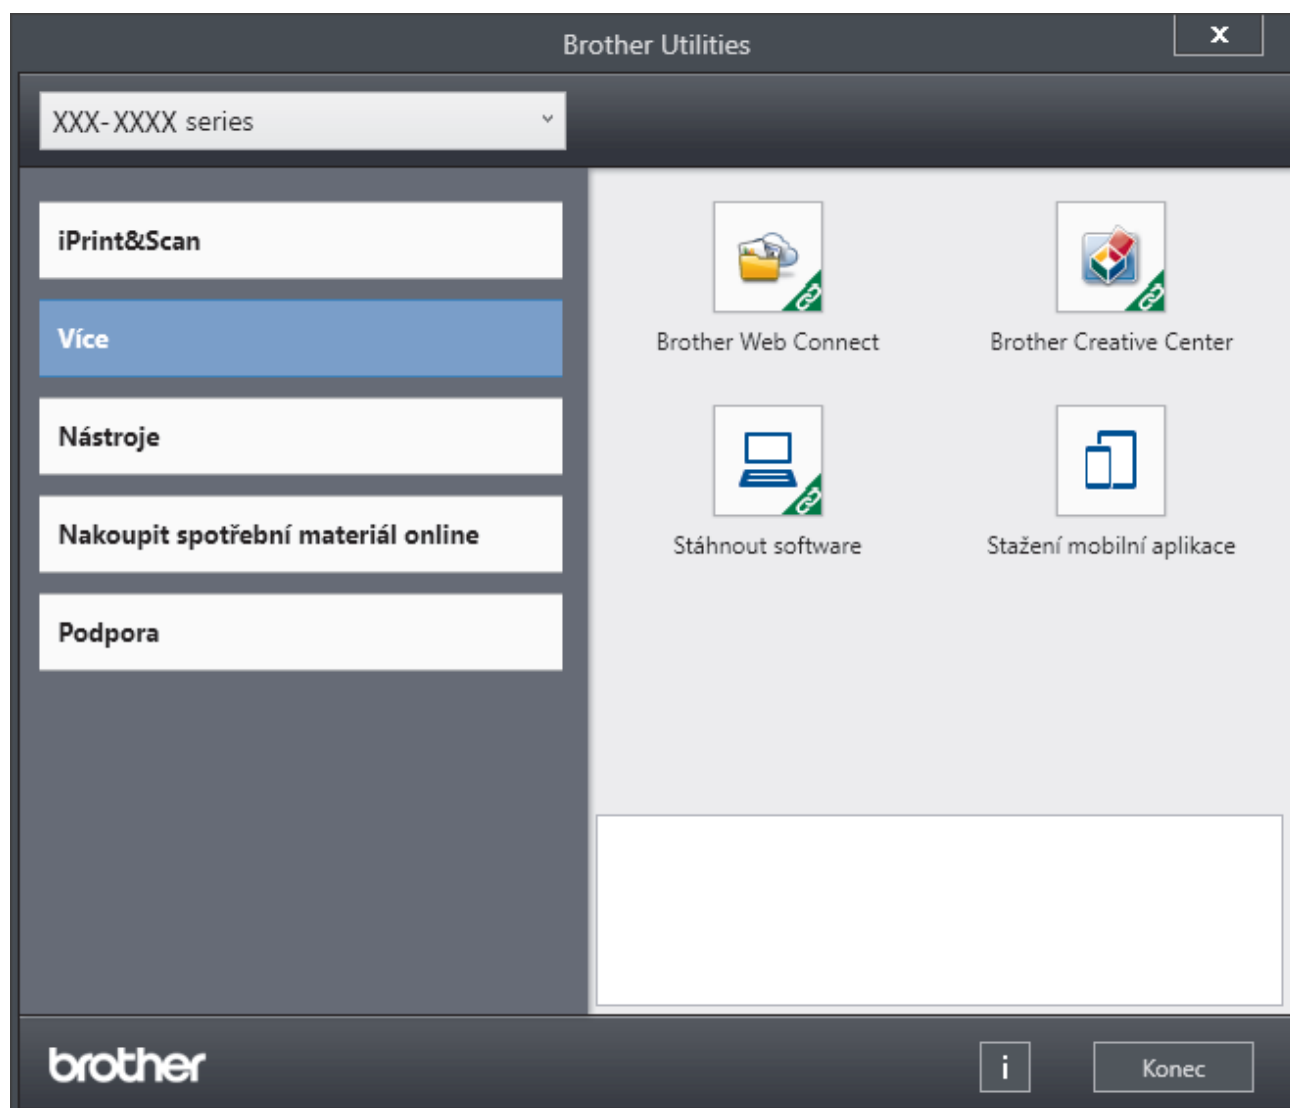 Brother Utilities
X
XXX-XXXX series
iPrint&Scan
Více
Nástroje
Nakoupit spotřební materiál online
Podpora
Brother Web Connect
Brother Creative Center
Stáhnout software
Stažení mobilní aplikace
brother
i
Konec